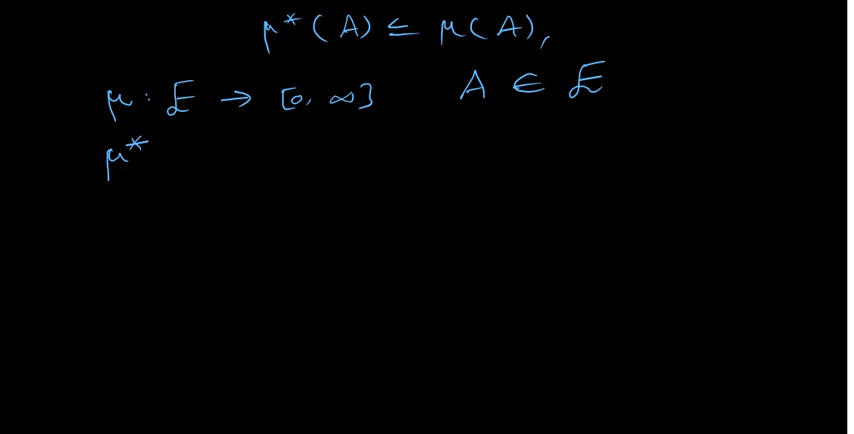 μ*(A) ≤ μ(A),
μ : E → [0, ∞] A ∈ E
μ*